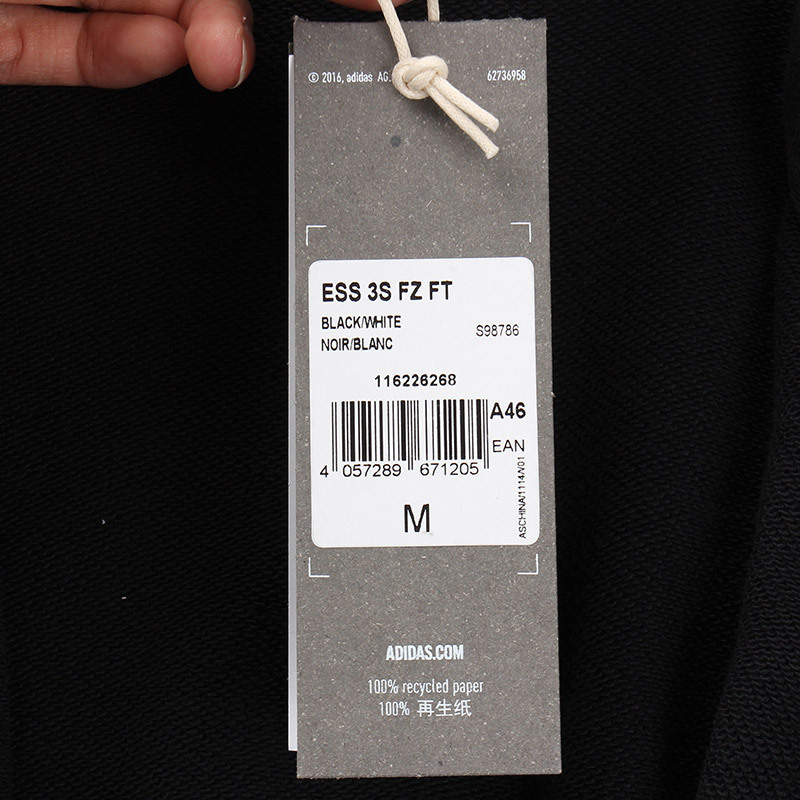 © 2016, adidas AG. 62736958
ESS 3S FZ FT
BLACK/WHITE
NOIR/BLANC
S98786
116226268
A46
EAN
4 057289 671205
M
ASCHINA/1114/V01
ADIDAS.COM
100% recycled paper
100% 再生纸